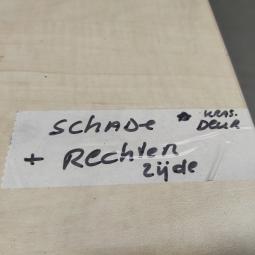 SCHADE * KRAS.
DEUR
+ Rechter
zijde